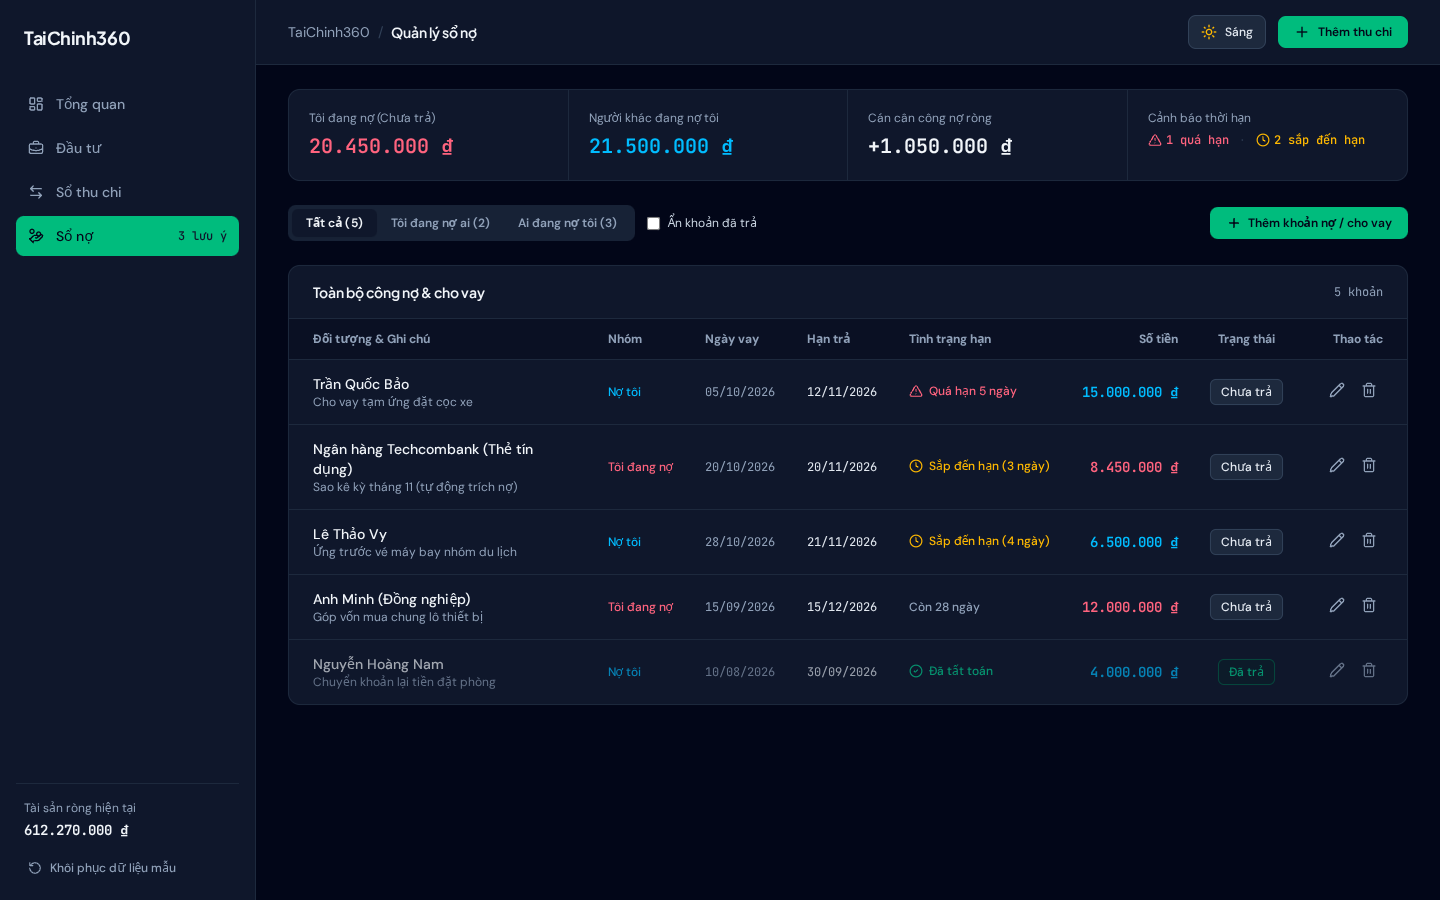 TaiChinh360
Tổng quan
Đầu tư
Sổ thu chi
Sổ nợ 3 lưu ý
Tài sản ròng hiện tại
612.270.000 ₫
Khôi phục dữ liệu mẫu
TaiChinh360 / Quản lý sổ nợ
Sáng
Thêm thu chi
Tôi đang nợ (Chưa trả)
20.450.000 ₫
Người khác đang nợ tôi
21.500.000 ₫
Cán cân công nợ ròng
+1.050.000 ₫
Cảnh báo thời hạn
1 quá hạn · 2 sắp đến hạn
Tất cả (5)
Tôi đang nợ ai (2)
Ai đang nợ tôi (3)
Ẩn khoản đã trả
Thêm khoản nợ / cho vay
Toàn bộ công nợ & cho vay
5 khoản
Đối tượng & Ghi chú Nhóm Ngày vay Hạn trả Tình trạng hạn Số tiền Trạng thái Thao tác
Trần Quốc Bảo
Cho vay tạm ứng đặt cọc xe
Nợ tôi 05/10/2026 12/11/2026 Quá hạn 5 ngày 15.000.000 ₫ Chưa trả
Ngân hàng Techcombank (Thẻ tín
dụng)
Sao kê kỳ tháng 11 (tự động trích nợ)
Tôi đang nợ 20/10/2026 20/11/2026 Sắp đến hạn (3 ngày) 8.450.000 ₫ Chưa trả
Lê Thảo Vy
Ứng trước vé máy bay nhóm du lịch
Nợ tôi 28/10/2026 21/11/2026 Sắp đến hạn (4 ngày) 6.500.000 ₫ Chưa trả
Anh Minh (Đồng nghiệp)
Góp vốn mua chung lô thiết bị
Tôi đang nợ 15/09/2026 15/12/2026 Còn 28 ngày 12.000.000 ₫ Chưa trả
Nguyễn Hoàng Nam
Chuyển khoản lại tiền đặt phòng
Nợ tôi 10/08/2026 30/09/2026 Đã tất toán 4.000.000 ₫ Đã trả